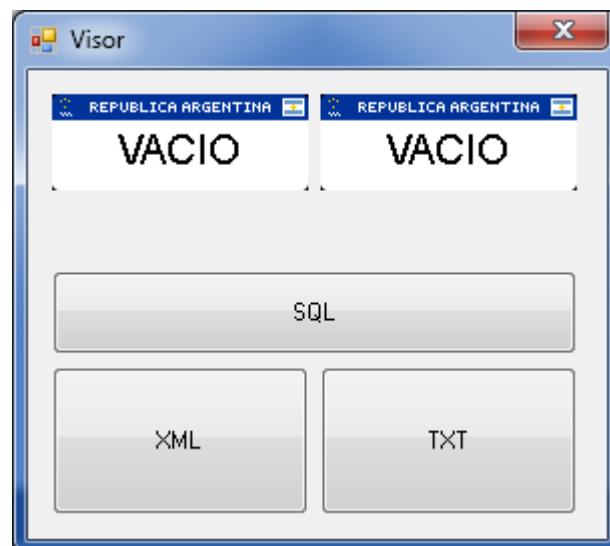 Visor
REPUBLICA ARGENTINA REPUBLICA ARGENTINA
VACIO VACIO
SQL
XML TXT